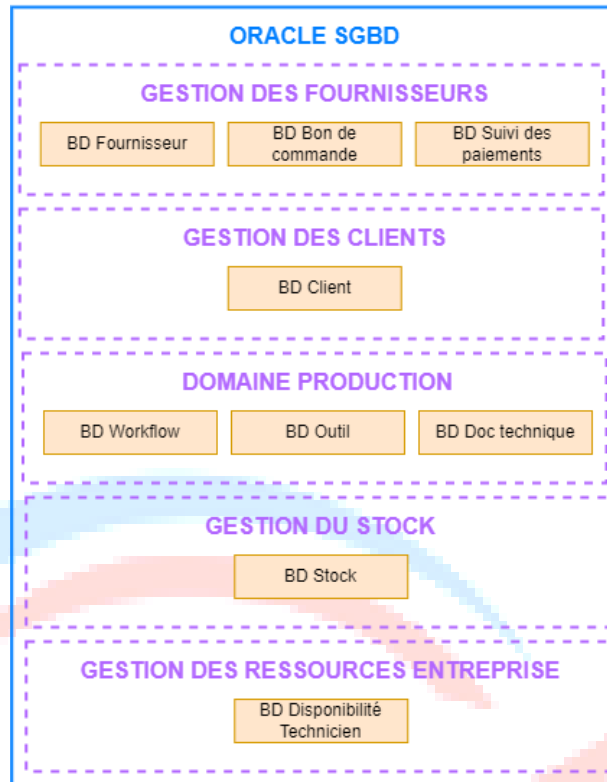 ORACLE SGBD
GESTION DES FOURNISSEURS
BD Fournisseur
BD Bon de
commande
BD Suivi des
paiements
GESTION DES CLIENTS
BD Client
DOMAINE PRODUCTION
BD Workflow
BD Outil
BD Doc technique
GESTION DU STOCK
BD Stock
GESTION DES RESSOURCES ENTREPRISE
BD Disponibilité
Technicien